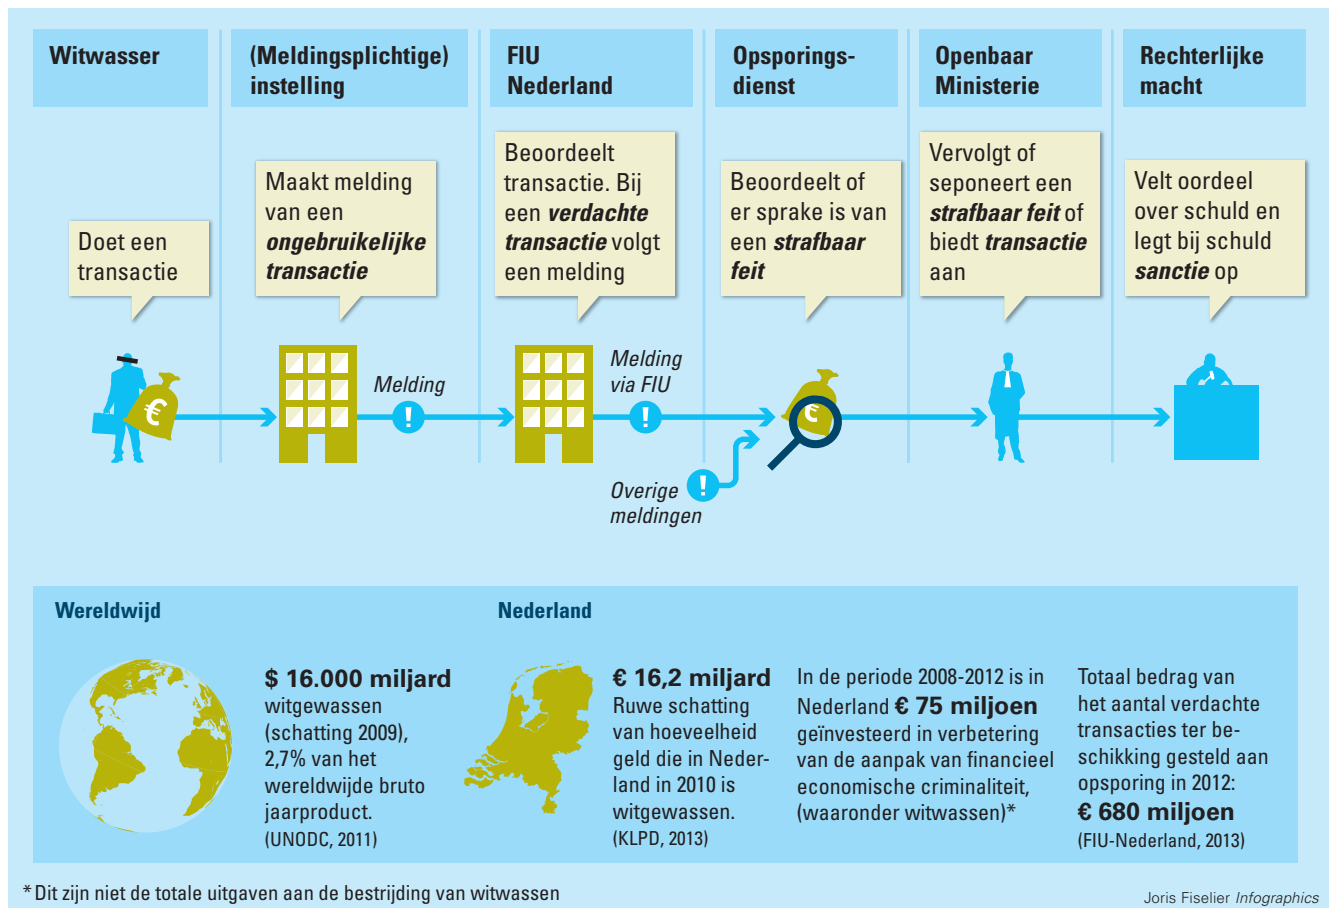 Witwasser
(Meldingsplichtige)
instelling
FIU
Nederland
Opsporings-
dienst
Openbaar
Ministerie
Rechterlijke
macht
Doet een
transactie
Maakt melding
van een
ongebruikelijke
transactie
Beoordeelt
transactie. Bij
een verdachte
transactie volgt
een melding
Beoordeelt of
er sprake is van
een strafbaar
feit
Vervolgt of
seponeert een
strafbaar feit of
biedt transactie
aan
Velt oordeel
over schuld en
legt bij schuld
sanctie op
€
Melding
!
Melding
via FIU
!
€
Overige
meldingen
!
Wereldwijd
$ 16.000 miljard
witgewassen
(schatting 2009),
2,7% van het
wereldwijde bruto
jaarproduct.
(UNODC, 2011)
Nederland
€ 16,2 miljard
Ruwe schatting
van hoeveelheid
geld die in Neder-
land in 2010 is
witgewassen.
(KLPD, 2013)
In de periode 2008-2012 is in
Nederland € 75 miljoen
geïnvesteerd in verbetering
van de aanpak van financieel
economische criminaliteit,
(waaronder witwassen)*
Totaal bedrag van
het aantal verdachte
transacties ter be-
schikking gesteld aan
opsporing in 2012:
€ 680 miljoen
(FIU-Nederland, 2013)
* Dit zijn niet de totale uitgaven aan de bestrijding van witwassen
Joris Fiselier Infographics